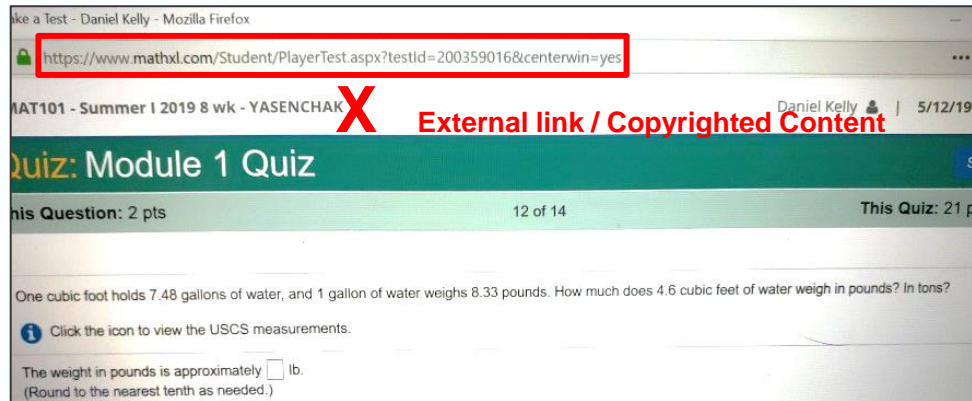 ke a Test - Daniel Kelly - Mozilla Firefox
https://www.mathxl.com/Student/PlayerTest.aspx?testId=200359016&centerwin=yes
MAT101 - Summer I 2019 8 wk - YASENCHAK X Daniel Kelly | 5/12/19
External link / Copyrighted Content
Quiz: Module 1 Quiz
his Question: 2 pts 12 of 14 This Quiz: 21 p
One cubic foot holds 7.48 gallons of water, and 1 gallon of water weighs 8.33 pounds. How much does 4.6 cubic feet of water weigh in pounds? In tons?
Click the icon to view the USCS measurements.
The weight in pounds is approximately lb.
(Round to the nearest tenth as needed.)